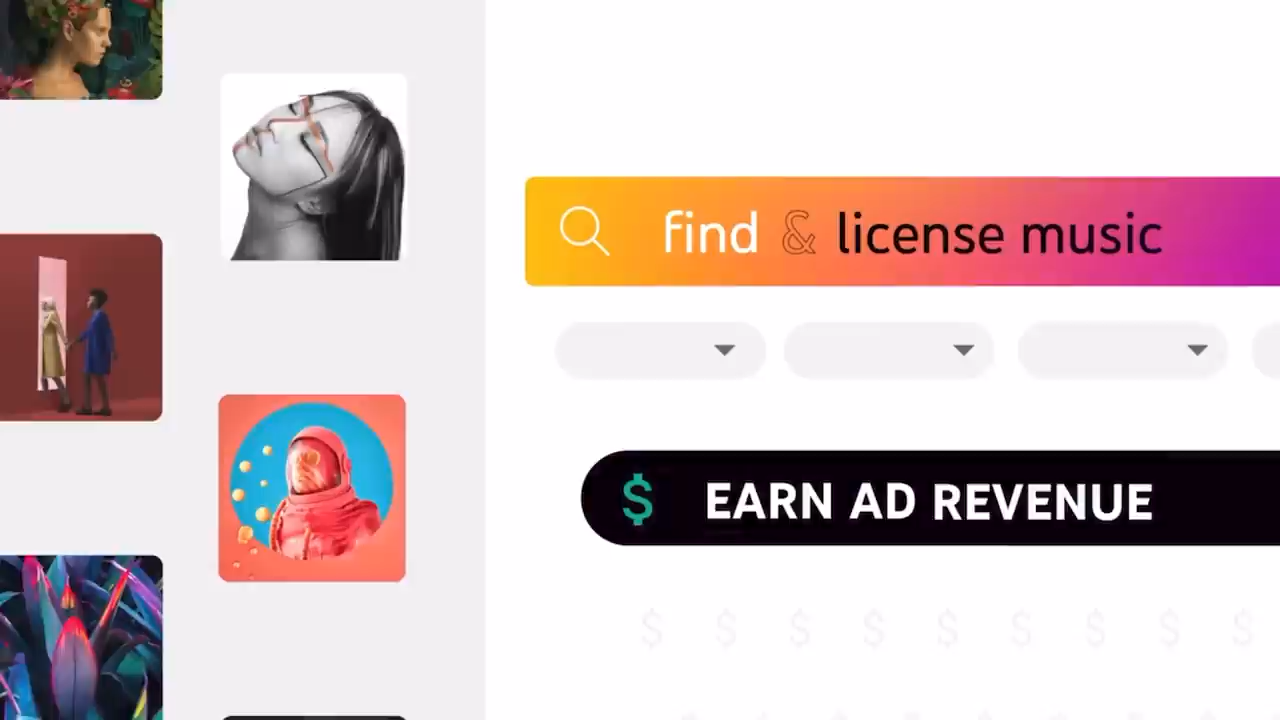 find & license music
$ EARN AD REVENUE
$ $ $ $ $ $ $ $ $